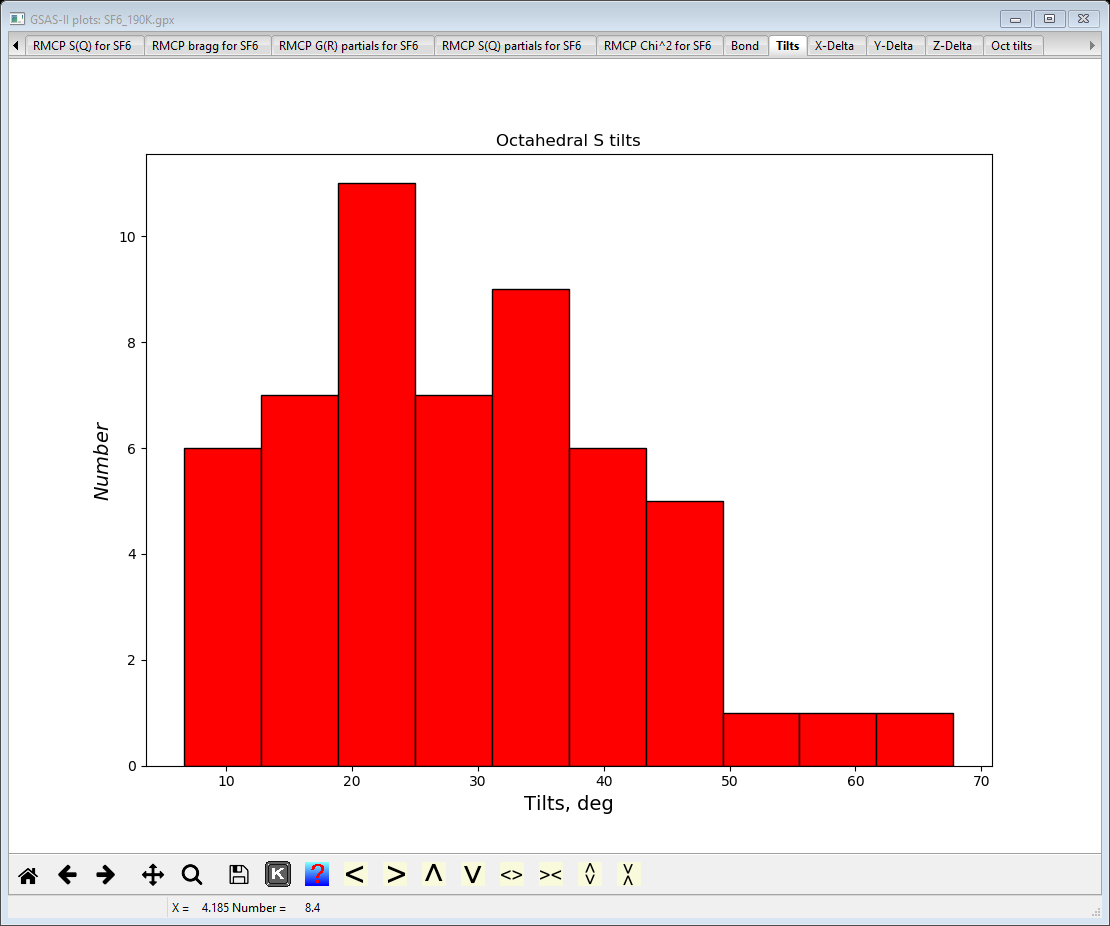 GSAS-II plots: SF6_190K.gpx
RMCP S(Q) for SF6 RMCP bragg for SF6 RMCP G(R) partials for SF6 RMCP S(Q) partials for SF6 RMCP Chi^2 for SF6 Bond Tilts X-Delta Y-Delta Z-Delta Oct tilts
Octahedral S tilts
10
8
6
4
2
0
Number
10 20 30 40 50 60 70
Tilts, deg
K ? < > Λ V <> ><
X = 4.185 Number = 8.4